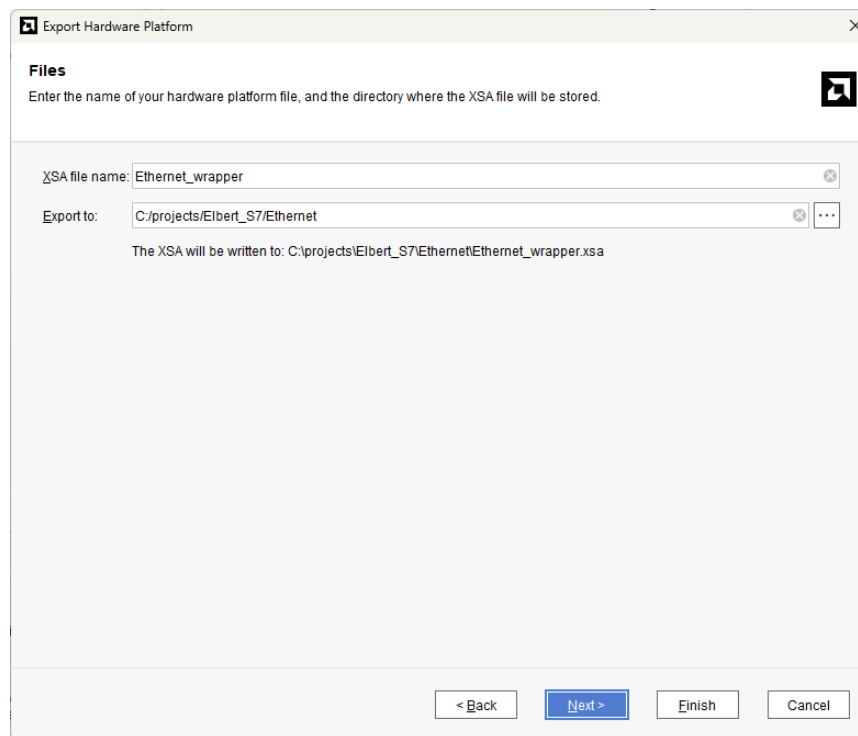 Export Hardware Platform
Files
Enter the name of your hardware platform file, and the directory where the XSA file will be stored.
XSA file name: Ethernet_wrapper
Export to: C:/projects/Elbert_S7/Ethernet ...
The XSA will be written to: C:\projects\Elbert_S7\Ethernet\Ethernet_wrapper.xsa
< Back Next > Finish Cancel